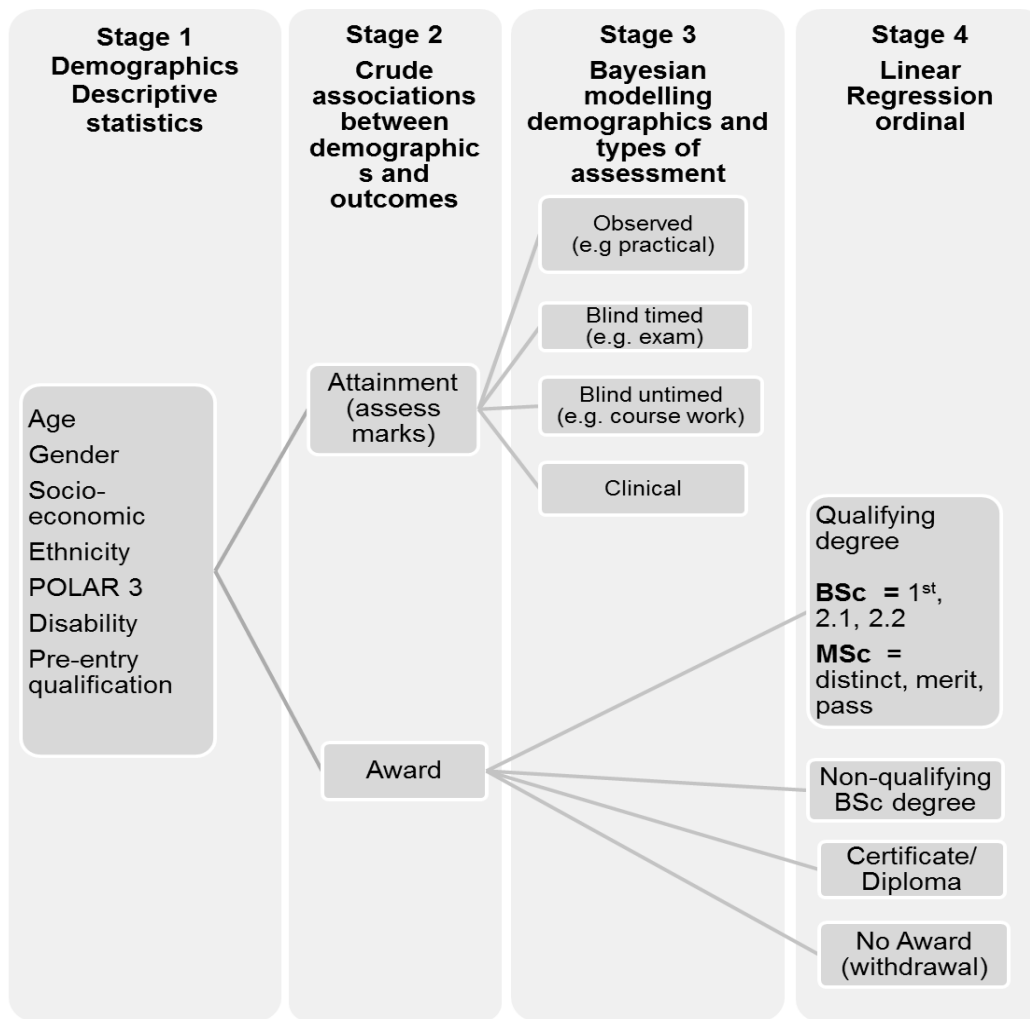 Stage 1
Demographics
Descriptive
statistics
Stage 2
Crude
associations
between
demographic
s and
outcomes
Stage 3
Bayesian
modelling
demographics and
types of
assessment
Stage 4
Linear
Regression
ordinal
Age
Gender
Socio-
economic
Ethnicity
POLAR 3
Disability
Pre-entry
qualification
Attainment
(assess
marks)
Award
Observed
(e.g practical)
Blind timed
(e.g. exam)
Blind untimed
(e.g. course work)
Clinical
Qualifying
degree
BSc = 1st,
2.1, 2.2
MSc =
distinct, merit,
pass
Non-qualifying
BSc degree
Certificate/
Diploma
No Award
(withdrawal)